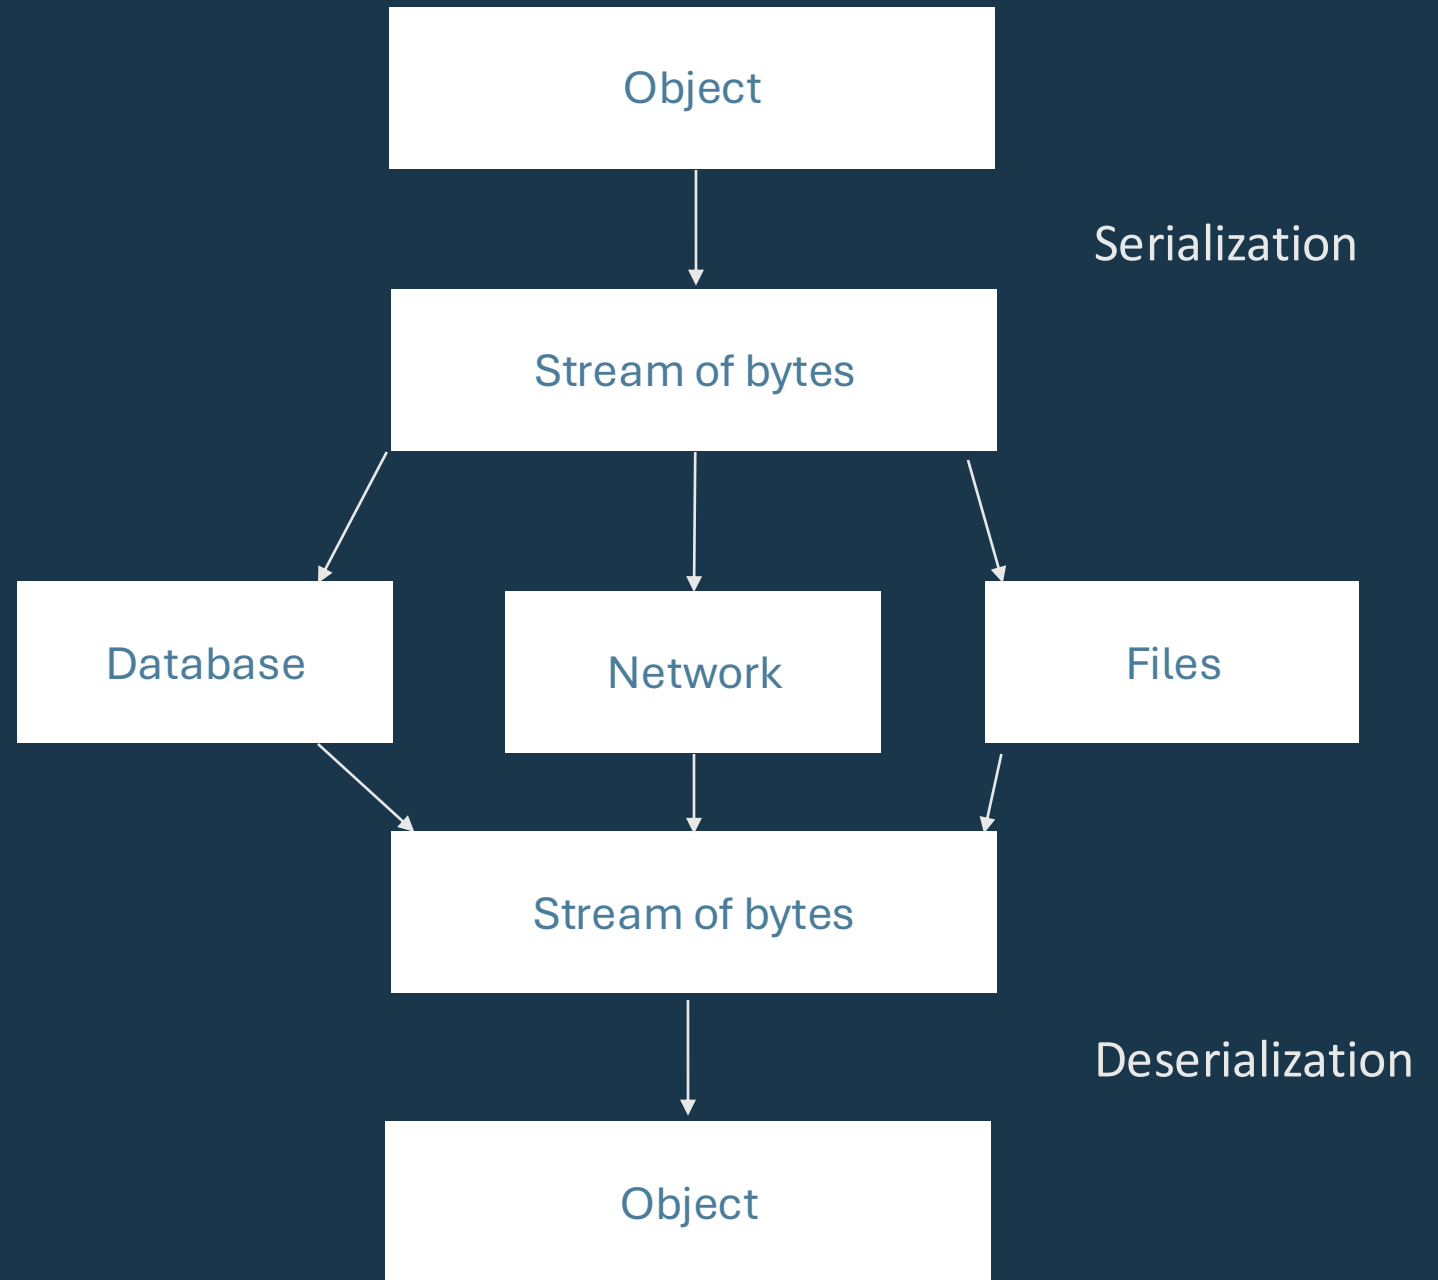 Object
Serialization
Stream of bytes
Database
Network
Files
Stream of bytes
Deserialization
Object